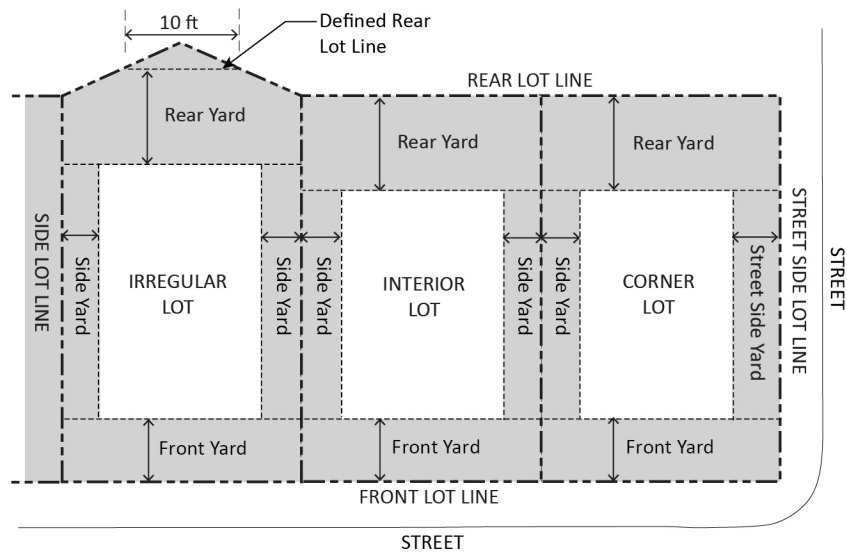 10 ft
Defined Rear
Lot Line
REAR LOT LINE
Rear Yard
Rear Yard
Rear Yard
SIDE LOT LINE
Side Yard
IRREGULAR
LOT
Side Yard
Side Yard
INTERIOR
LOT
Side Yard
Side Yard
CORNER
LOT
Street Side Yard
STREET SIDE LOT LINE
STREET
Front Yard
Front Yard
Front Yard
FRONT LOT LINE
STREET